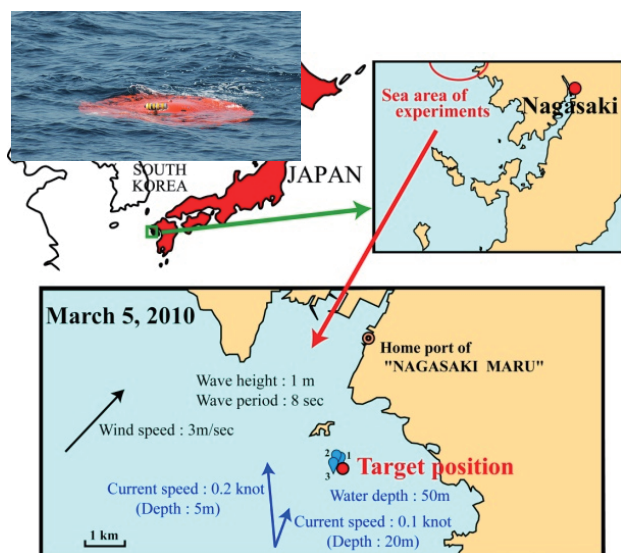 SOUTH
KOREA
JAPAN
Sea area of
experiments
Nagasaki
March 5, 2010
Home port of
"NAGASAKI MARU"
Wave height : 1 m
Wave period : 8 sec
Wind speed : 3m/sec
2
1
3
Target position
Current speed : 0.2 knot
(Depth : 5m)
Water depth : 50m
Current speed : 0.1 knot
(Depth : 20m)
1 km